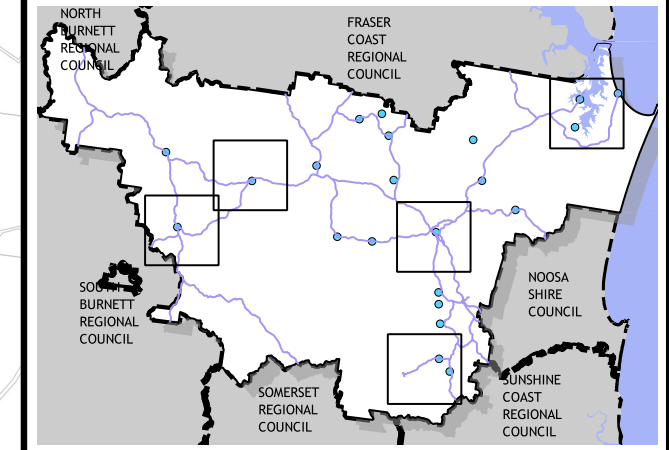 NORTH
BURNETT
REGIONAL
COUNCIL
FRASER
COAST
REGIONAL
COUNCIL
SOUTH
BURNETT
REGIONAL
COUNCIL
NOOSA
SHIRE
COUNCIL
SOMERSET
REGIONAL
COUNCIL
SUNSHINE
COAST
REGIONAL
COUNCIL